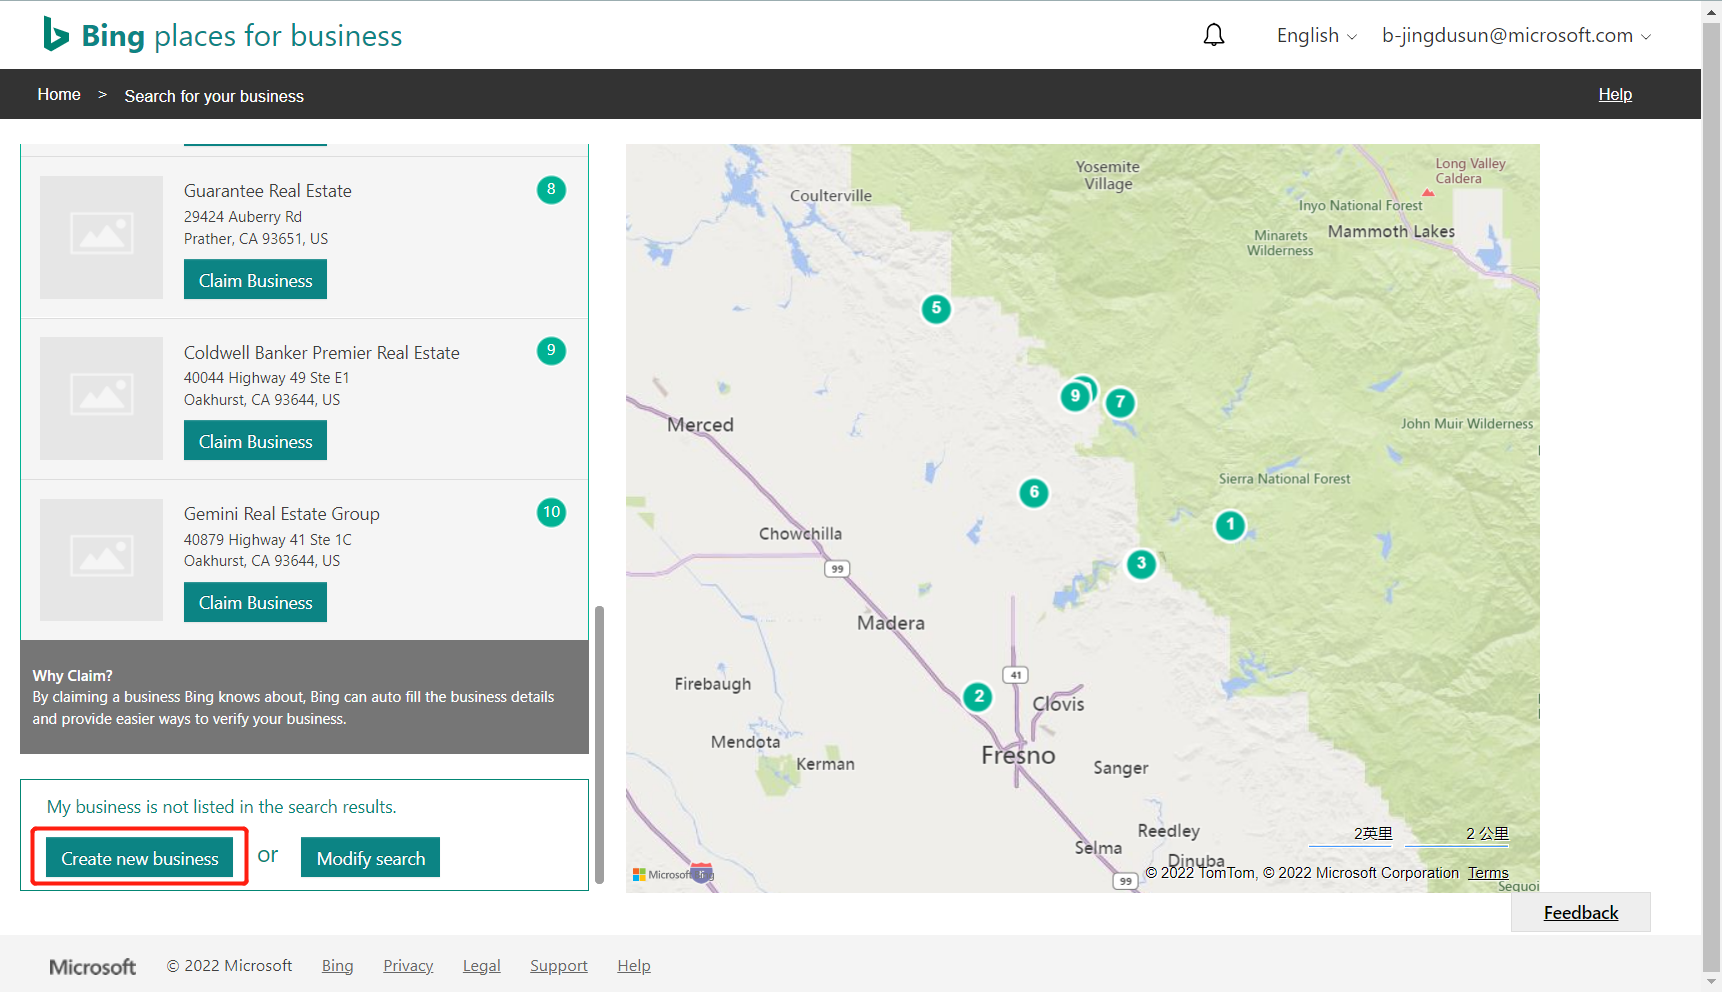 Bing places for business
English
b-jingdusun@microsoft.com
Home > Search for your business
Help
Guarantee Real Estate
8
29424 Auberry Rd
Prather, CA 93651, US
Claim Business
Coldwell Banker Premier Real Estate
9
40044 Highway 49 Ste E1
Oakhurst, CA 93644, US
Claim Business
Gemini Real Estate Group
10
40879 Highway 41 Ste 1C
Oakhurst, CA 93644, US
Claim Business
Why Claim?
By claiming a business Bing knows about, Bing can auto fill the business details
and provide easier ways to verify your business.
My business is not listed in the search results.
Create new business or Modify search
Yosemite
Village
Long Valley
Caldera
Coulterville
Inyo National Forest
Minarets
Wilderness
Mammoth Lakes
5
9
7
Merced
John Muir Wilderness
6
Sierra National Forest
1
Chowchilla
99
3
Madera
41
Firebaugh
2
Clovis
Mendota
Fresno
Kerman
Sanger
Reedley
2英里
2 公里
Selma
Dinuba
Microsoft Bing
99
© 2022 TomTom, © 2022 Microsoft Corporation Terms
Sequoi
Feedback
Microsoft
© 2022 Microsoft
Bing
Privacy
Legal
Support
Help